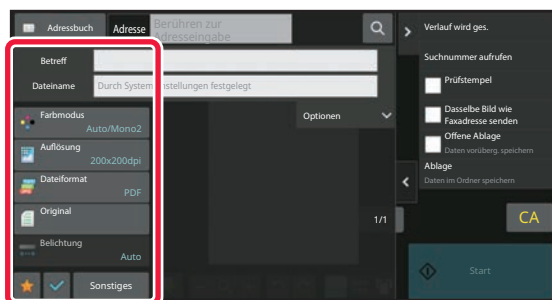 Adressbuch
Adresse
Berühren zur
Adresseingabe
Betreff
Dateiname
Durch System
nstellungen festgelegt
Farbmodus
Auto/Mono2
Auflösung
200x200dpi
Dateiformat
PDF
Original
Belichtung
Auto
Sonstiges
Optionen
1/1
Verlauf wird ges.
Suchnummer aufrufen
Prüfstempel
Dasselbe Bild wie
Faxadresse senden
Offene Ablage
Daten vorüberg. speichern
Ablage
Daten im Ordner speichern
CA
Start